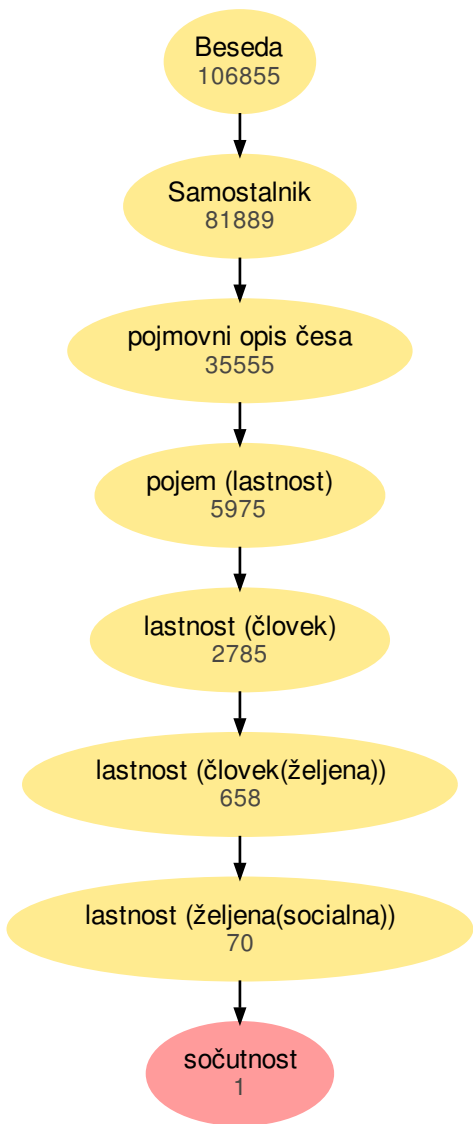 Beseda
106855
Samostalnik
81889
pojmovni opis česa
35555
pojem (lastnost)
5975
lastnost (človek)
2785
lastnost (človek(željena))
658
lastnost (željena(socialna))
70
sočutnost
1